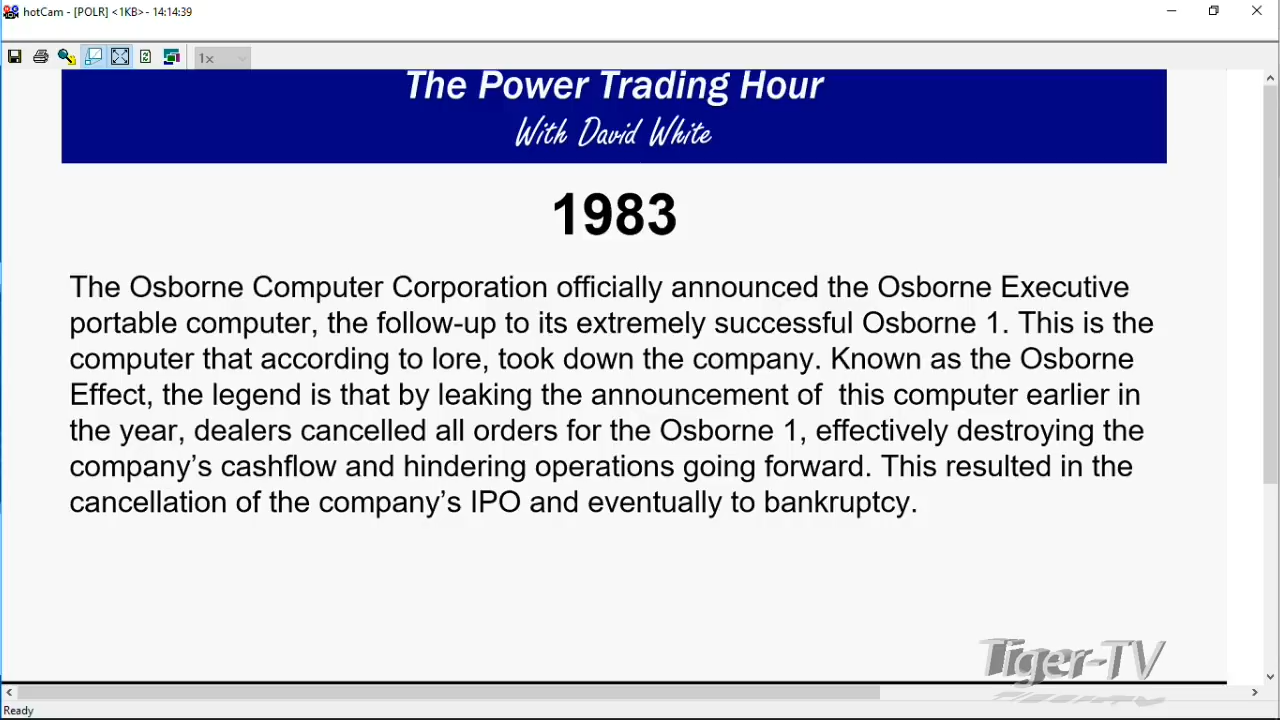 hotCam - [POLR] <1KB> - 14:14:39
1x
The Power Trading Hour
With David White
1983
The Osborne Computer Corporation officially announced the Osborne Executive
portable computer, the follow-up to its extremely successful Osborne 1. This is the
computer that according to lore, took down the company. Known as the Osborne
Effect, the legend is that by leaking the announcement of  this computer earlier in
the year, dealers cancelled all orders for the Osborne 1, effectively destroying the
company’s cashflow and hindering operations going forward. This resulted in the
cancellation of the company’s IPO and eventually to bankruptcy.
Tiger-TV
Ready